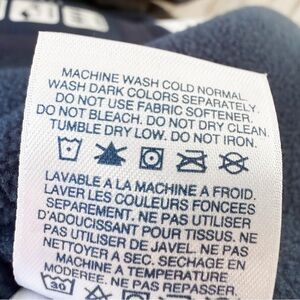 MACHINE WASH COLD NORMAL.
WASH DARK COLORS SEPARATELY.
DO NOT USE FABRIC SOFTENER.
DO NOT BLEACH. DO NOT DRY CLEAN.
TUMBLE DRY LOW. DO NOT IRON.
LAVABLE A LA MACHINE A FROID.
LAVER LES COULEURS FONCÉES
SEPAREMENT. NE PAS UTILISER
D'ADOUCISSANT POUR TISSUS. NE
PAS UTILISER DE JAVEL. NE PAS
NETTOYER A SEC. SECHAGE EN
MACHINE A TEMPERATURE
MODEREE. NE PAS REPASSER.
30